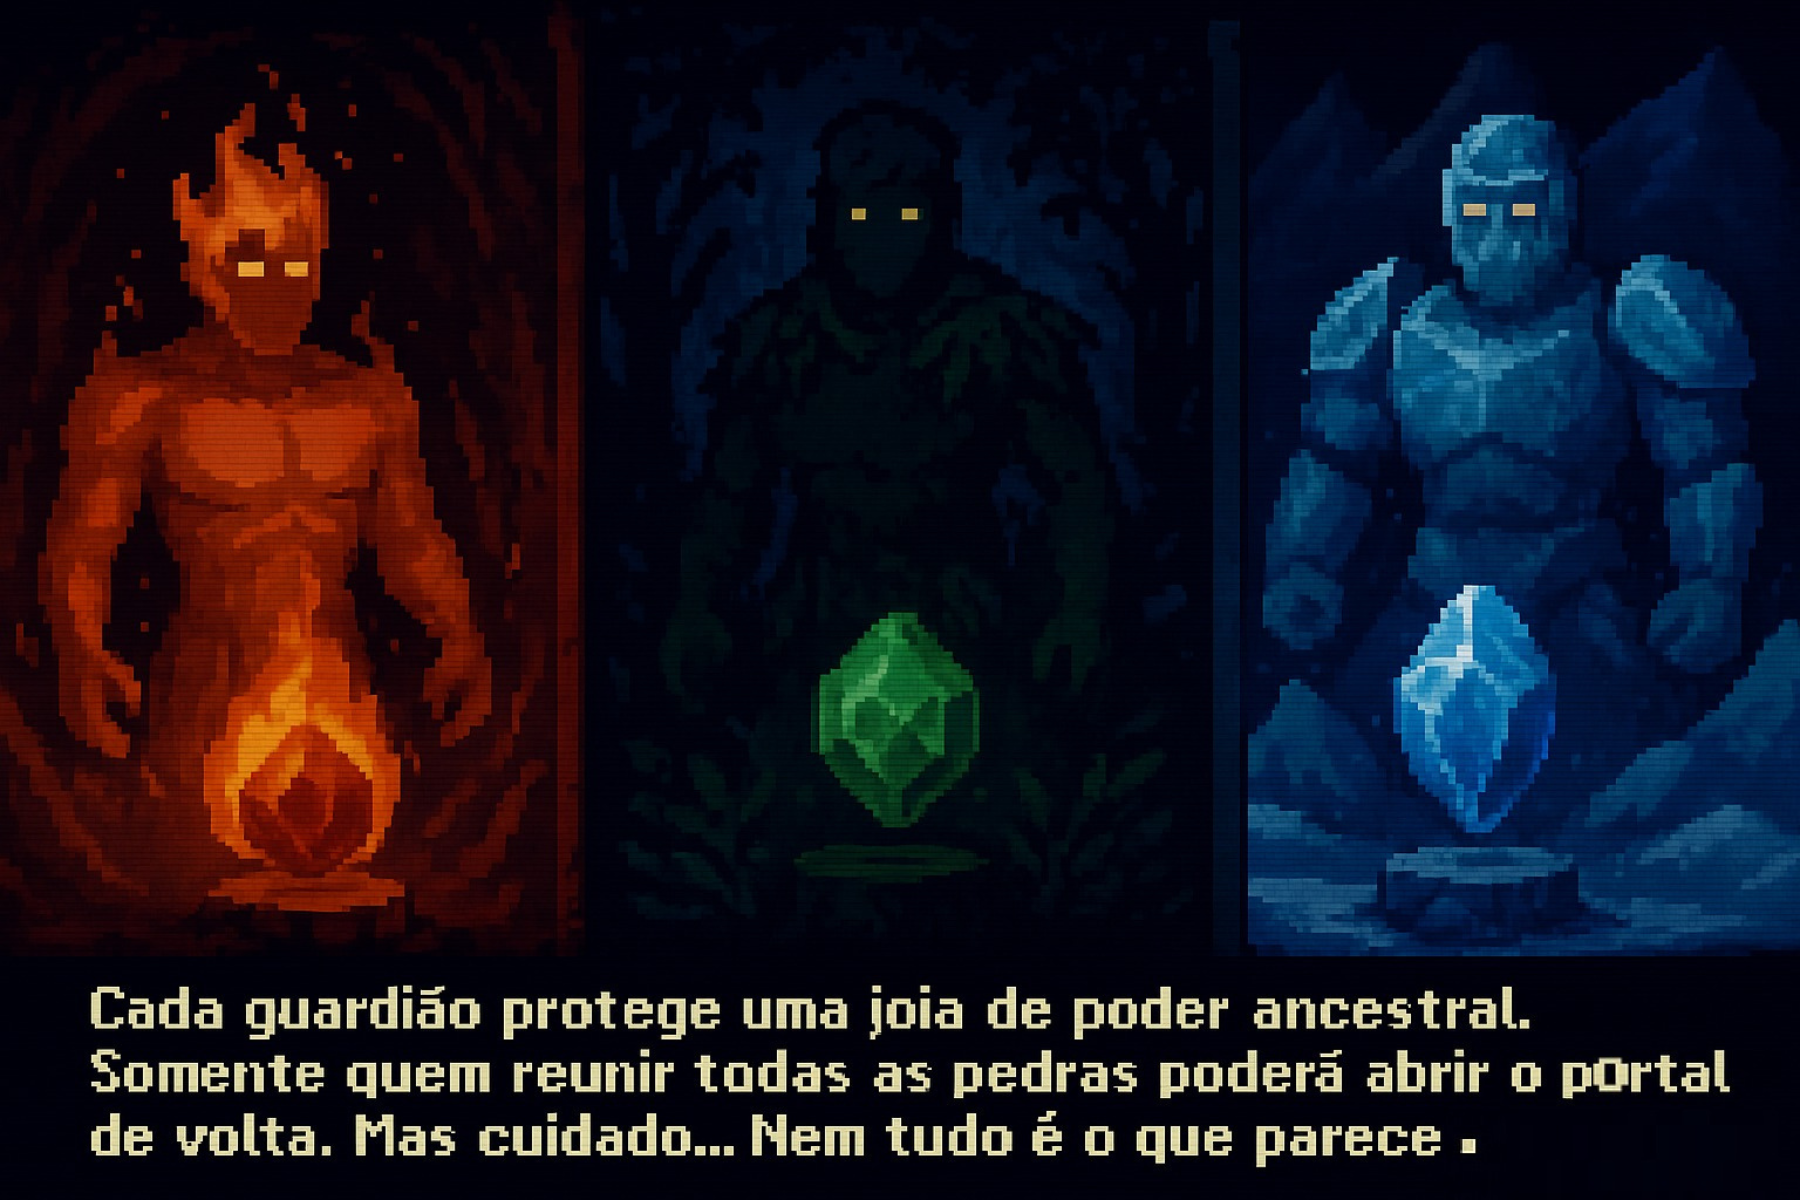 Cada guardião protege uma joia de poder ancestral.
Somente quem reunir todas as pedras poderá abrir o portal
de volta. Mas cuidado... Nem tudo é o que parece .